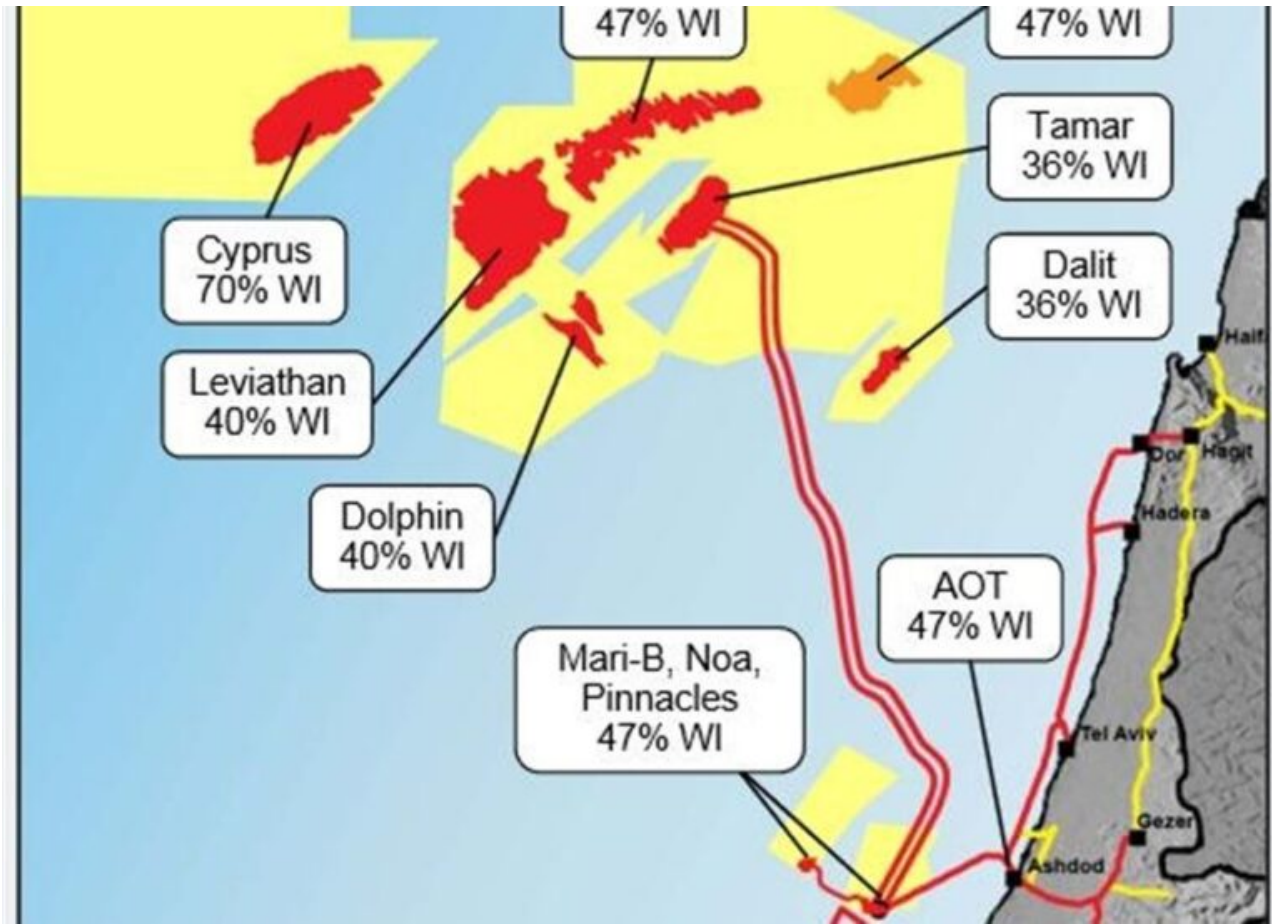 47% WI
47% WI
Tamar
36% WI
Cyprus
70% WI
Dalit
36% WI
Leviathan
40% WI
Dolphin
40% WI
Dor
Hagit
Hadera
AOT
47% WI
Mari-B, Noa,
Pinnacles
47% WI
Tel Aviv
Gezer
Ashdod